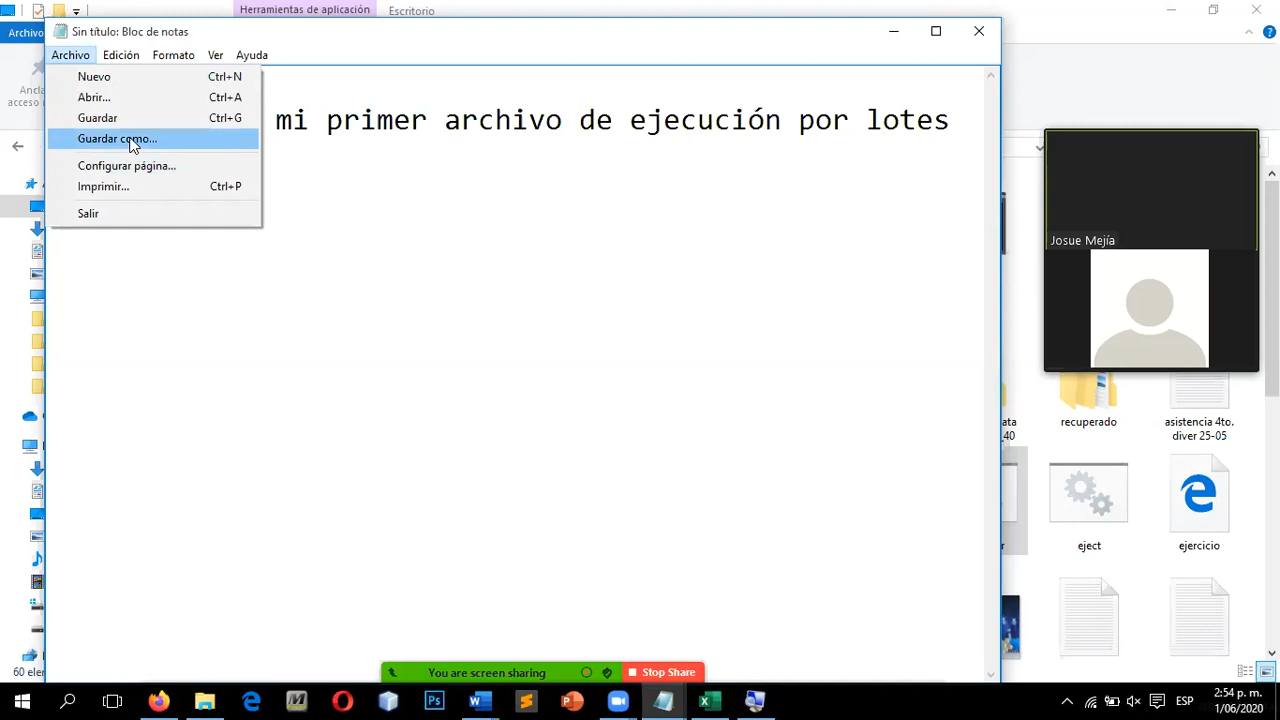 Herramientas de aplicación
Escritorio
Archivo
Sin título: Bloc de notas
Archivo Edición Formato Ver Ayuda
Nuevo Ctrl+N
Abrir... Ctrl+A
Guardar Ctrl+G
Guardar como...
Configurar página...
Imprimir... Ctrl+P
Salir
mi primer archivo de ejecución por lotes
Josue Mejía
recuperado
asistencia 4to.
diver 25-05
eject
ejercicio
You are screen sharing
Stop Share
ESP
2:54 p. m.
1/06/2020